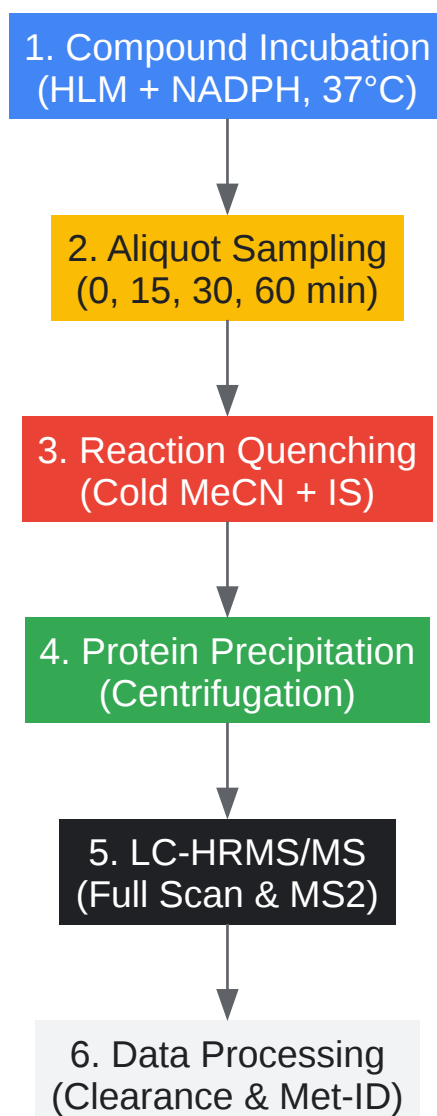 1. Compound Incubation
(HLM + NADPH, 37°C)
2. Aliquot Sampling
(0, 15, 30, 60 min)
3. Reaction Quenching
(Cold MeCN + IS)
4. Protein Precipitation
(Centrifugation)
5. LC-HRMS/MS
(Full Scan & MS2)
6. Data Processing
(Clearance & Met-ID)